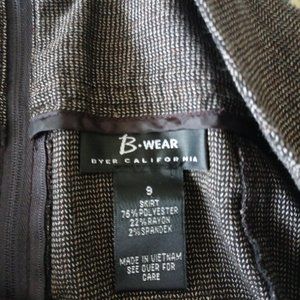 B•WEAR
BYER CALIFORNIA
9
SKIRT
76% POLYESTER
22% RAYON
2% SPANDEX
MADE IN VIETNAM
SEE OVER FOR
CARE